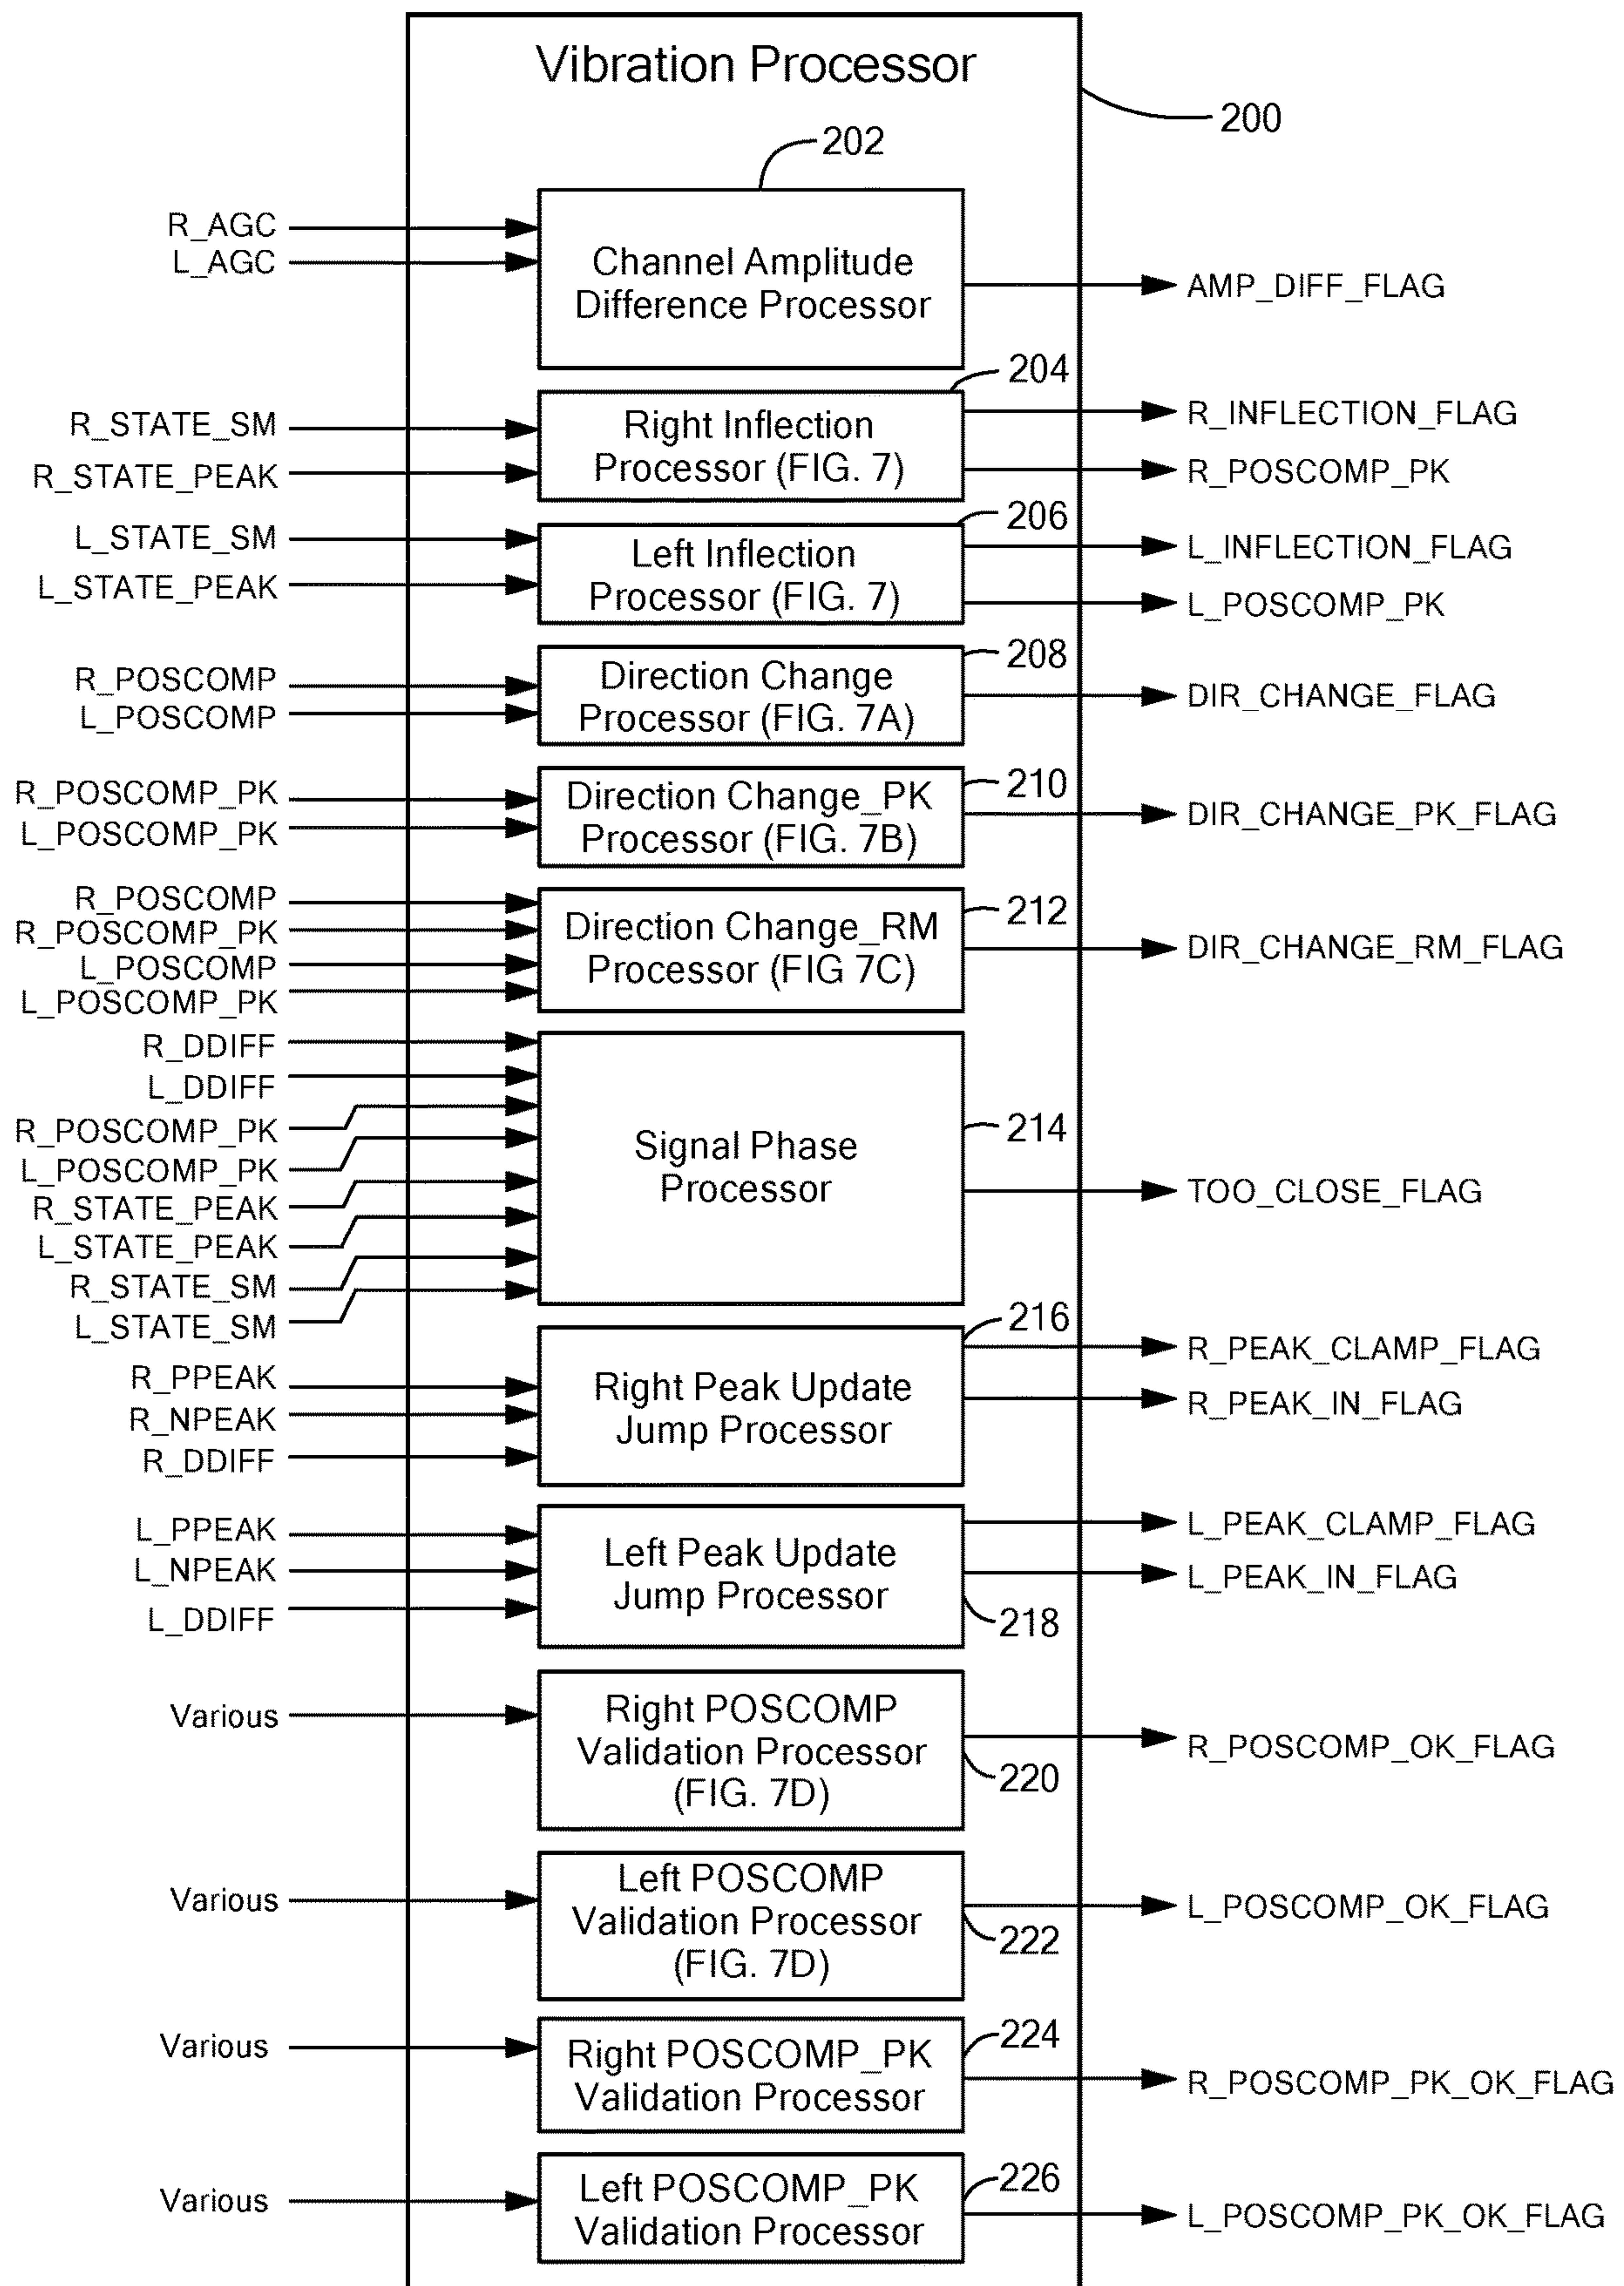 Vibration Processor
200
202
R_AGC
L_AGC
Channel Amplitude
Difference Processor
AMP_DIFF_FLAG
204
R_STATE_SM
R_STATE_PEAK
Right Inflection
Processor (FIG. 7)
R_INFLECTION_FLAG
R_POSCOMP_PK
206
L_STATE_SM
L_STATE_PEAK
Left Inflection
Processor (FIG. 7)
L_INFLECTION_FLAG
L_POSCOMP_PK
208
R_POSCOMP
L_POSCOMP
Direction Change
Processor (FIG. 7A)
DIR_CHANGE_FLAG
210
R_POSCOMP_PK
L_POSCOMP_PK
Direction Change_PK
Processor (FIG. 7B)
DIR_CHANGE_PK_FLAG
212
R_POSCOMP
R_POSCOMP_PK
L_POSCOMP
L_POSCOMP_PK
Direction Change_RM
Processor (FIG 7C)
DIR_CHANGE_RM_FLAG
R_DDIFF
L_DDIFF
R_POSCOMP_PK
L_POSCOMP_PK
R_STATE_PEAK
L_STATE_PEAK
R_STATE_SM
L_STATE_SM
Signal Phase
Processor
214
TOO_CLOSE_FLAG
216
R_PPEAK
R_NPEAK
R_DDIFF
Right Peak Update
Jump Processor
R_PEAK_CLAMP_FLAG
R_PEAK_IN_FLAG
L_PPEAK
L_NPEAK
L_DDIFF
Left Peak Update
Jump Processor
L_PEAK_CLAMP_FLAG
L_PEAK_IN_FLAG
218
Various
Right POSCOMP
Validation Processor
(FIG. 7D)
R_POSCOMP_OK_FLAG
220
Various
Left POSCOMP
Validation Processor
(FIG. 7D)
L_POSCOMP_OK_FLAG
222
Various
Right POSCOMP_PK
Validation Processor
224
R_POSCOMP_PK_OK_FLAG
Various
Left POSCOMP_PK
Validation Processor
226
L_POSCOMP_PK_OK_FLAG